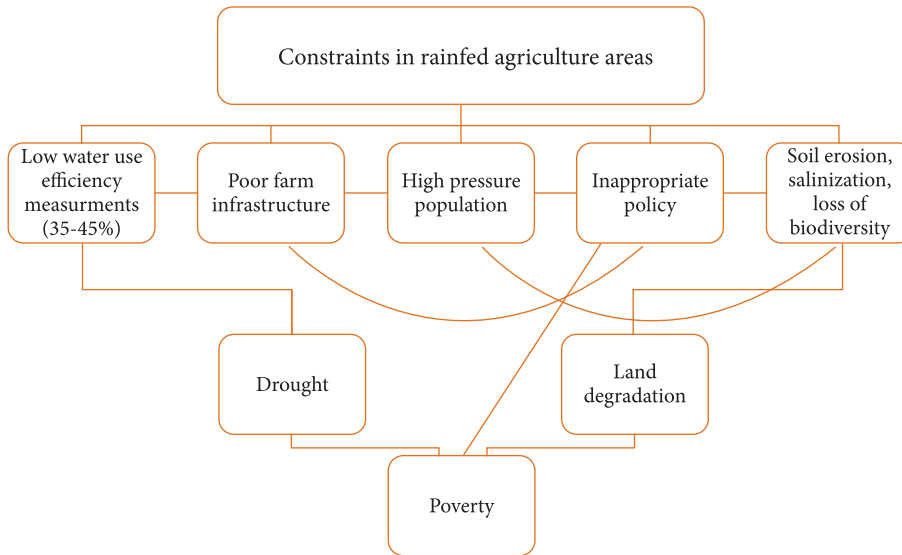 Constraints in rainfed agriculture areas
Low water use
efficiency
measurments
(35-45%)
Poor farm
infrastructure
High pressure
population
Inappropriate
policy
Soil erosion,
salinization,
loss of
biodiversity
Drought
Land
degradation
Poverty